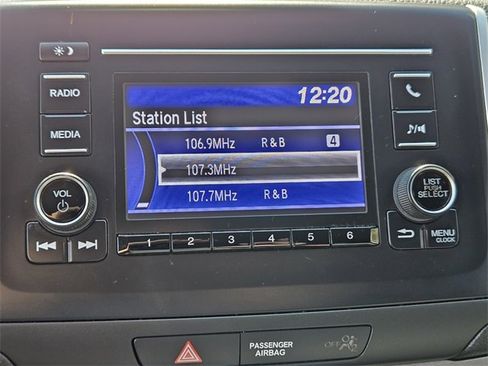 12:20
RADIO
Station List
106.9MHz R&B 4
MEDIA
107.3MHz
VOL
LIST
PUSH
SELECT
107.7MHz R&B
1 2 3 4 5 6
MENU
CLOCK
PASSENGER
AIRBAG
OFF